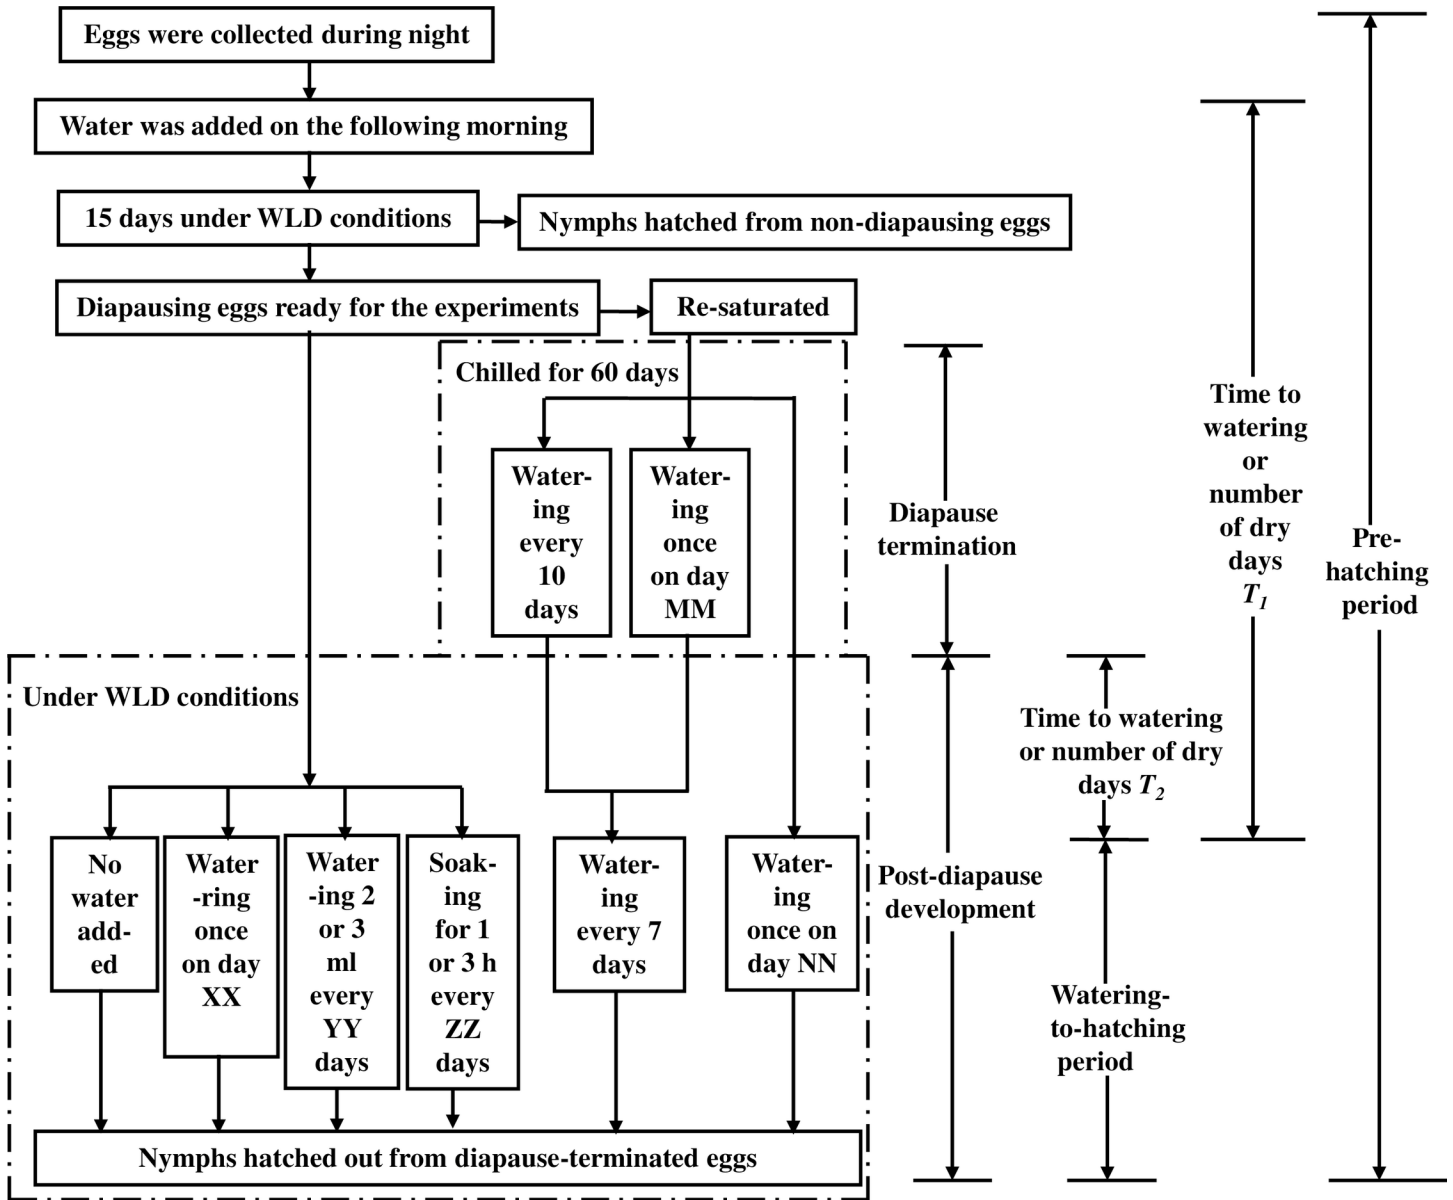 Eggs were collected during night
Water was added on the following morning
15 days under WLD conditions
Nymphs hatched from non-diapausing eggs
Diapausing eggs ready for the experiments
Re-saturated
Chilled for 60 days
Water-
ing
every
10
days
Water-
ing
once
on day
MM
Diapause
termination
Time to
watering
or
number
of dry
days
T1
Pre-
hatching
period
Under WLD conditions
Time to watering
or number of dry
days T2
No
water
add-
ed
Water
-ring
once
on day
XX
Water
-ing 2
or 3
ml
every
YY
days
Soak-
ing
for 1
or 3 h
every
ZZ
days
Water-
ing
every 7
days
Water-
ing
once on
day NN
Post-diapause
development
Watering-
to-hatching
period
Nymphs hatched out from diapause-terminated eggs